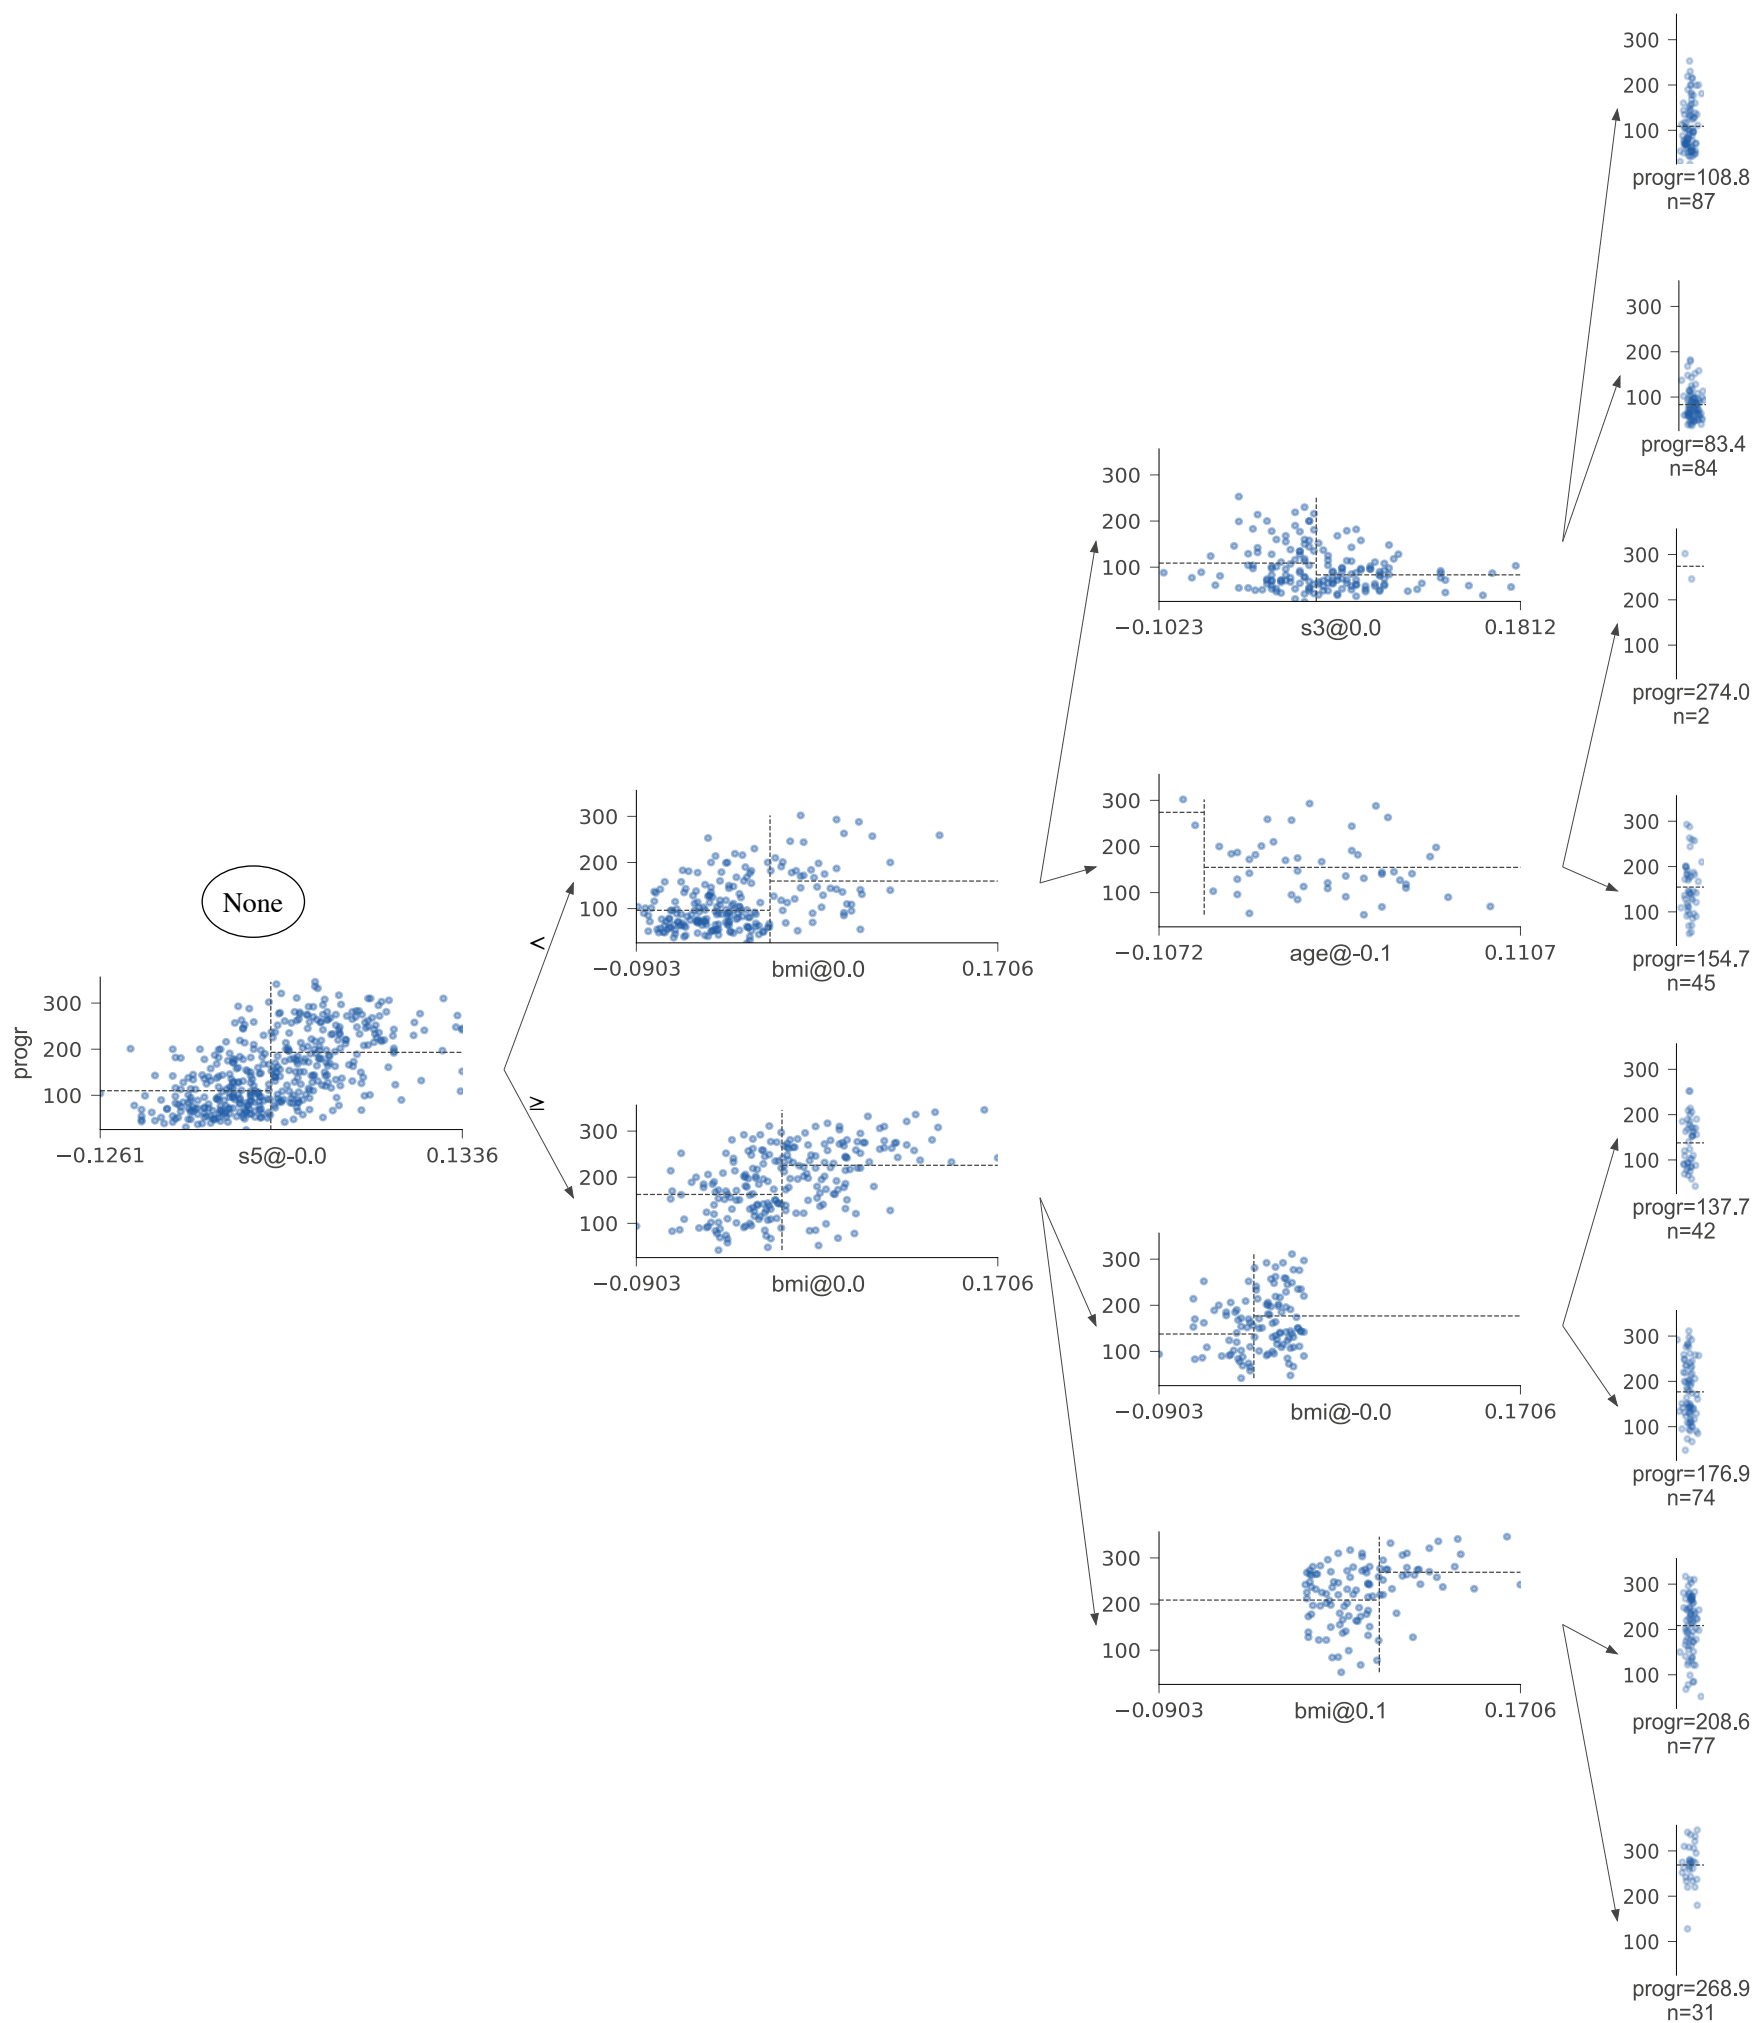 None
progr
300
200
100
−0.1261
s5@-0.0
0.1336
<
≥
300
200
100
−0.0903
bmi@0.0
0.1706
300
200
100
−0.0903
bmi@0.0
0.1706
300
200
100
−0.1023
s3@0.0
0.1812
300
200
100
−0.1072
age@-0.1
0.1107
300
200
100
−0.0903
bmi@-0.0
0.1706
300
200
100
−0.0903
bmi@0.1
0.1706
300
200
100
progr=108.8
n=87
300
200
100
progr=83.4
n=84
300
200
100
progr=274.0
n=2
300
200
100
progr=154.7
n=45
300
200
100
progr=137.7
n=42
300
200
100
progr=176.9
n=74
300
200
100
progr=208.6
n=77
300
200
100
progr=268.9
n=31